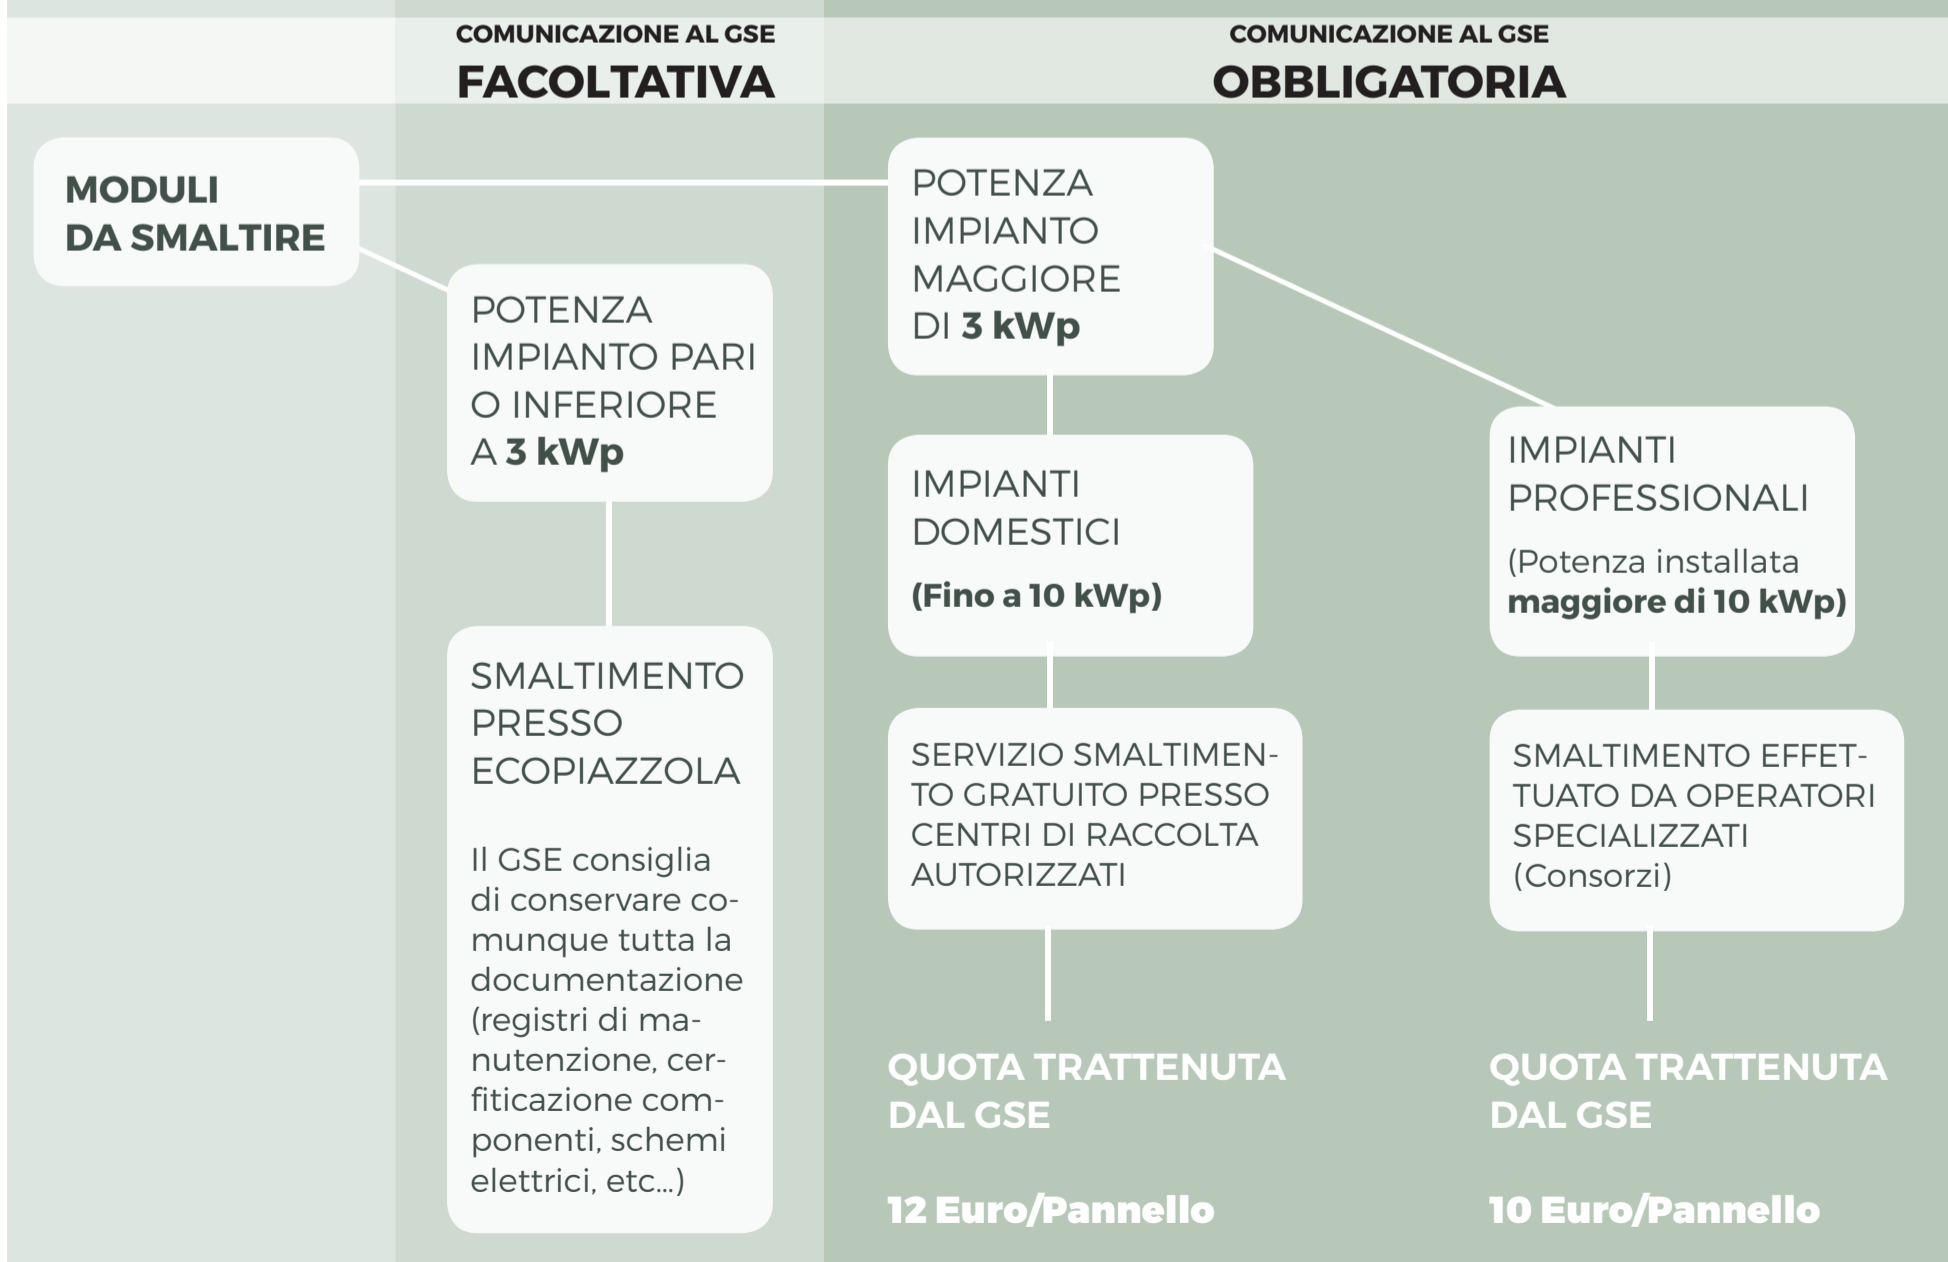 COMUNICAZIONE AL GSE
FACOLTATIVA
COMUNICAZIONE AL GSE
OBBLIGATORIA
MODULI
DA SMALTIRE
POTENZA
IMPIANTO PARI
O INFERIORE
A 3 kWp
SMALTIMENTO
PRESSO
ECOPIAZZOLA
Il GSE consiglia
di conservare co-
munque tutta la
documentazione
(registri di ma-
nutenzione, cer-
fiticazione com-
ponenti, schemi
elettrici, etc...)
POTENZA
IMPIANTO
MAGGIORE
DI 3 kWp
IMPIANTI
DOMESTICI
(Fino a 10 kWp)
SERVIZIO SMALTIMEN-
TO GRATUITO PRESSO
CENTRI DI RACCOLTA
AUTORIZZATI
QUOTA TRATTENUTA
DAL GSE
12 Euro/Pannello
IMPIANTI
PROFESSIONALI
(Potenza installata
maggiore di 10 kWp)
SMALTIMENTO EFFET-
TUATO DA OPERATORI
SPECIALIZZATI
(Consorzi)
QUOTA TRATTENUTA
DAL GSE
10 Euro/Pannello